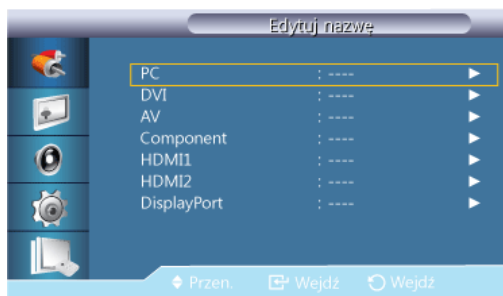 Edytuj nazwę
PC : ---- ►
DVI : ---- ►
AV : ---- ►
Component : ---- ►
HDMI1 : ---- ►
HDMI2 : ---- ►
DisplayPort : ---- ►
Przen. Wejdź Wejdź